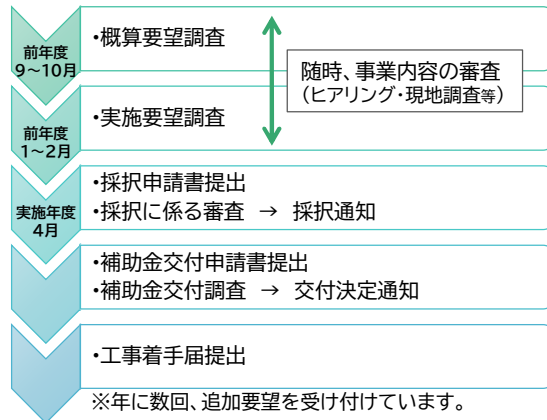 前年度
9～10月
・概算要望調査
随時、事業内容の審査
（ヒアリング・現地調査等）
前年度
1～2月
・実施要望調査
実施年度
4月
・採択申請書提出
・採択に係る審査 → 採択通知
・補助金交付申請書提出
・補助金交付調査 → 交付決定通知
・工事着手届提出
※年に数回、追加要望を受け付けています。